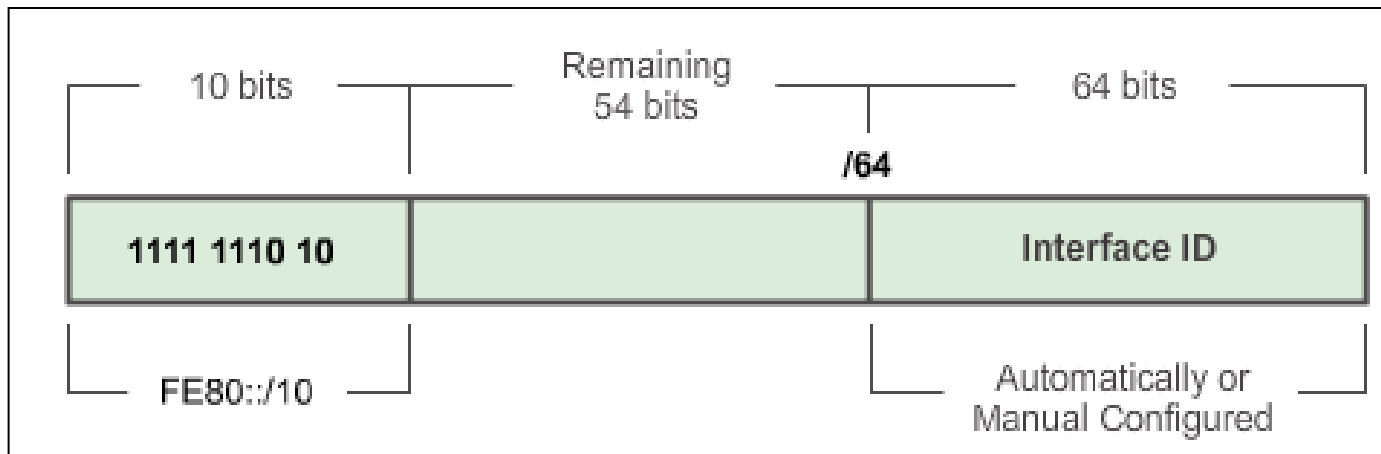 10 bits
Remaining
54 bits
64 bits
/64
1111 1110 10
Interface ID
FE80::/10
Automatically or
Manual Configured